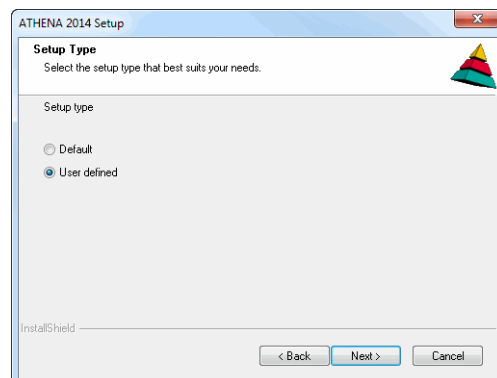 ATHENA 2014 Setup
Setup Type
Select the setup type that best suits your needs.
Setup type
Default
User defined
InstallShield
< Back
Next >
Cancel